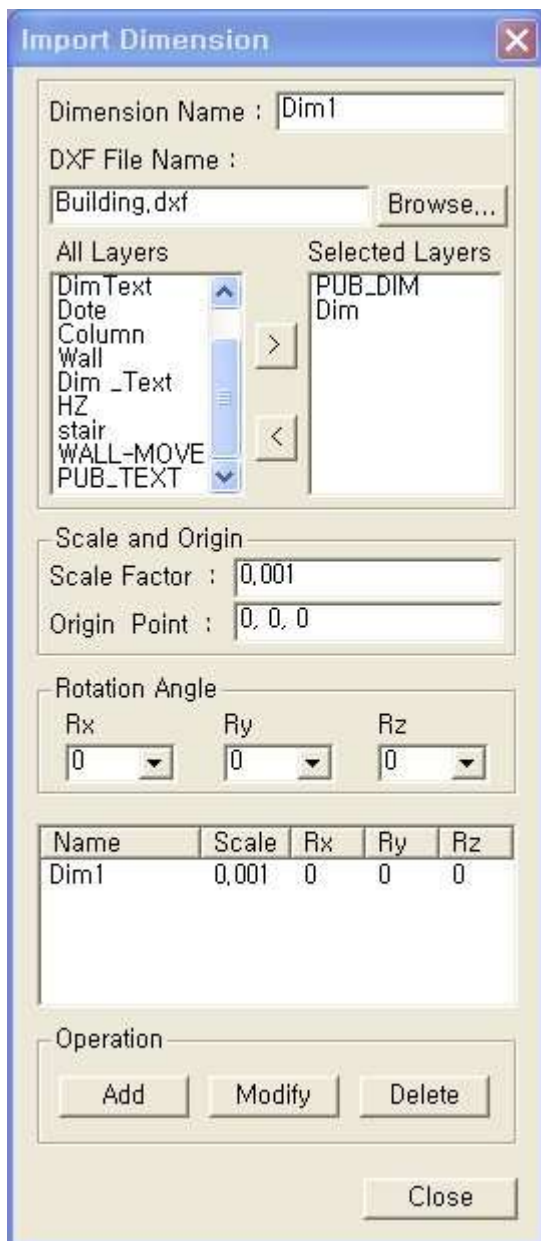 Import Dimension
Dimension Name : Dim1
DXF File Name :
Building,dxf Browse,,,
All Layers Selected Layers
DimText PUB_DIM
Dote Dim
Column
Wall
Dim _Text
HZ
stair
WALL-MOVE
PUB_TEXT
>
<
Scale and Origin
Scale Factor : 0,001
Origin Point : 0, 0, 0
Rotation Angle
Rx Ry Rz
0 0 0
Name Scale Rx Ry Rz
Dim1 0,001 0 0 0
Operation
Add Modify Delete
Close